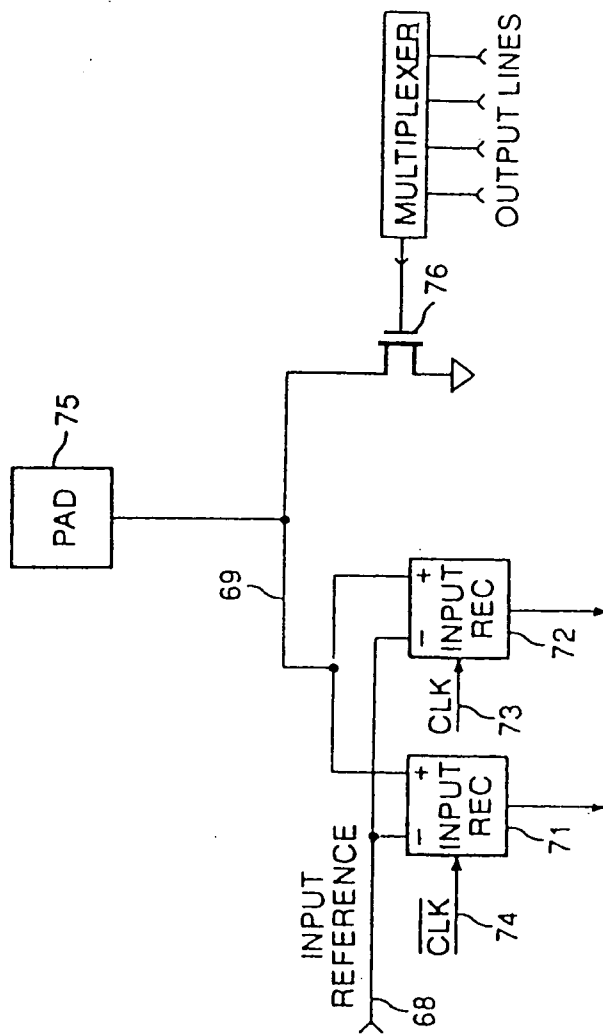 PAD
75
69
INPUT
REFERENCE
68
+
−
INPUT
REC
71
C̅L̅K̅
74
+
−
INPUT
REC
72
CLK
73
76
MULTIPLEXER
OUTPUT LINES